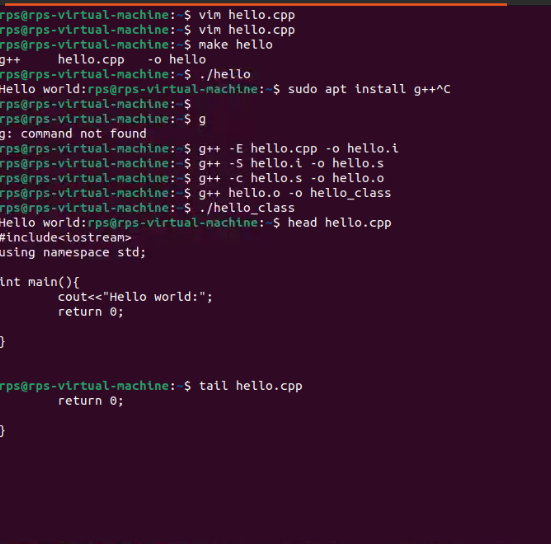 rps@rps-virtual-machine:~$ vim hello.cpp
rps@rps-virtual-machine:~$ vim hello.cpp
rps@rps-virtual-machine:~$ make hello
g++     hello.cpp   -o hello
rps@rps-virtual-machine:~$ ./hello
Hello world:rps@rps-virtual-machine:~$ sudo apt install g++^C
rps@rps-virtual-machine:~$
rps@rps-virtual-machine:~$ g
g: command not found
rps@rps-virtual-machine:~$ g++ -E hello.cpp -o hello.i
rps@rps-virtual-machine:~$ g++ -S hello.i -o hello.s
rps@rps-virtual-machine:~$ g++ -c hello.s -o hello.o
rps@rps-virtual-machine:~$ g++ hello.o -o hello_class
rps@rps-virtual-machine:~$ ./hello_class
Hello world:rps@rps-virtual-machine:~$ head hello.cpp
#include<iostream>
using namespace std;
int main(){
        cout<<"Hello world:";
        return 0;
}
rps@rps-virtual-machine:~$ tail hello.cpp
        return 0;
}